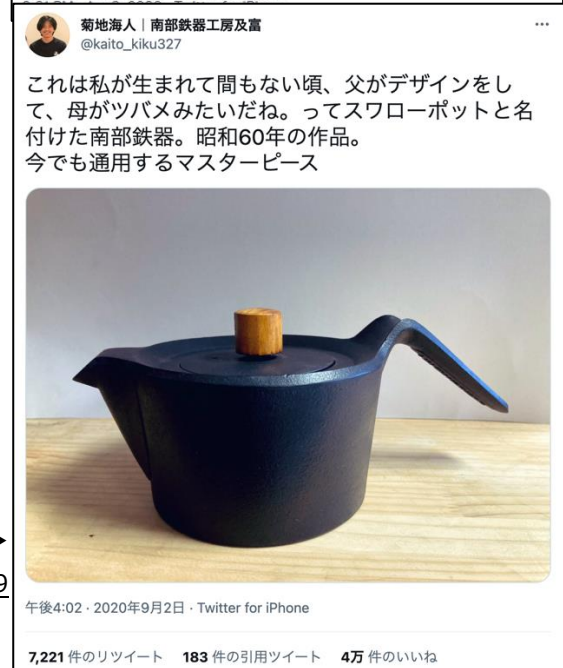 菊地海人｜南部鉄器工房及富
@kaito_kiku327
これは私が生まれて間もない頃、父がデザインをし
て、母がツバメみたいだね。ってスワローポットと名
付けた南部鉄器。昭和60年の作品。
今でも通用するマスターピース
9
午後4:02 · 2020年9月2日 · Twitter for iPhone
7,221 件のリツイート 183 件の引用ツイート 4万 件のいいね